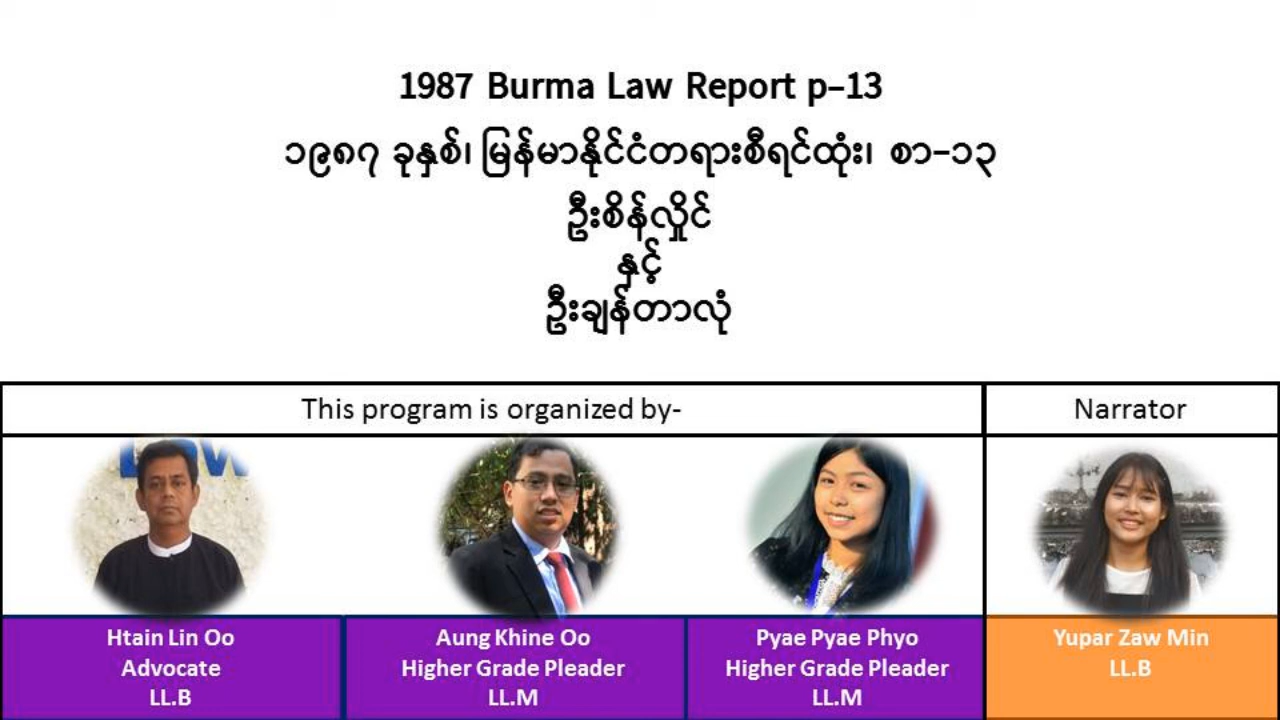 1987 Burma Law Report p-13
၁၉၈၇ ခုနှစ်၊ မြန်မာနိုင်ငံတရားစီရင်ထုံး၊ စာ-၁၃
ဦးစိန်လှိုင်
နှင့်
ဦးချန်တာလုံ
This program is organized by-
Narrator
LAW
Htain Lin Oo
Advocate
LL.B
Aung Khine Oo
Higher Grade Pleader
LL.M
Pyae Pyae Phyo
Higher Grade Pleader
LL.M
Yupar Zaw Min
LL.B